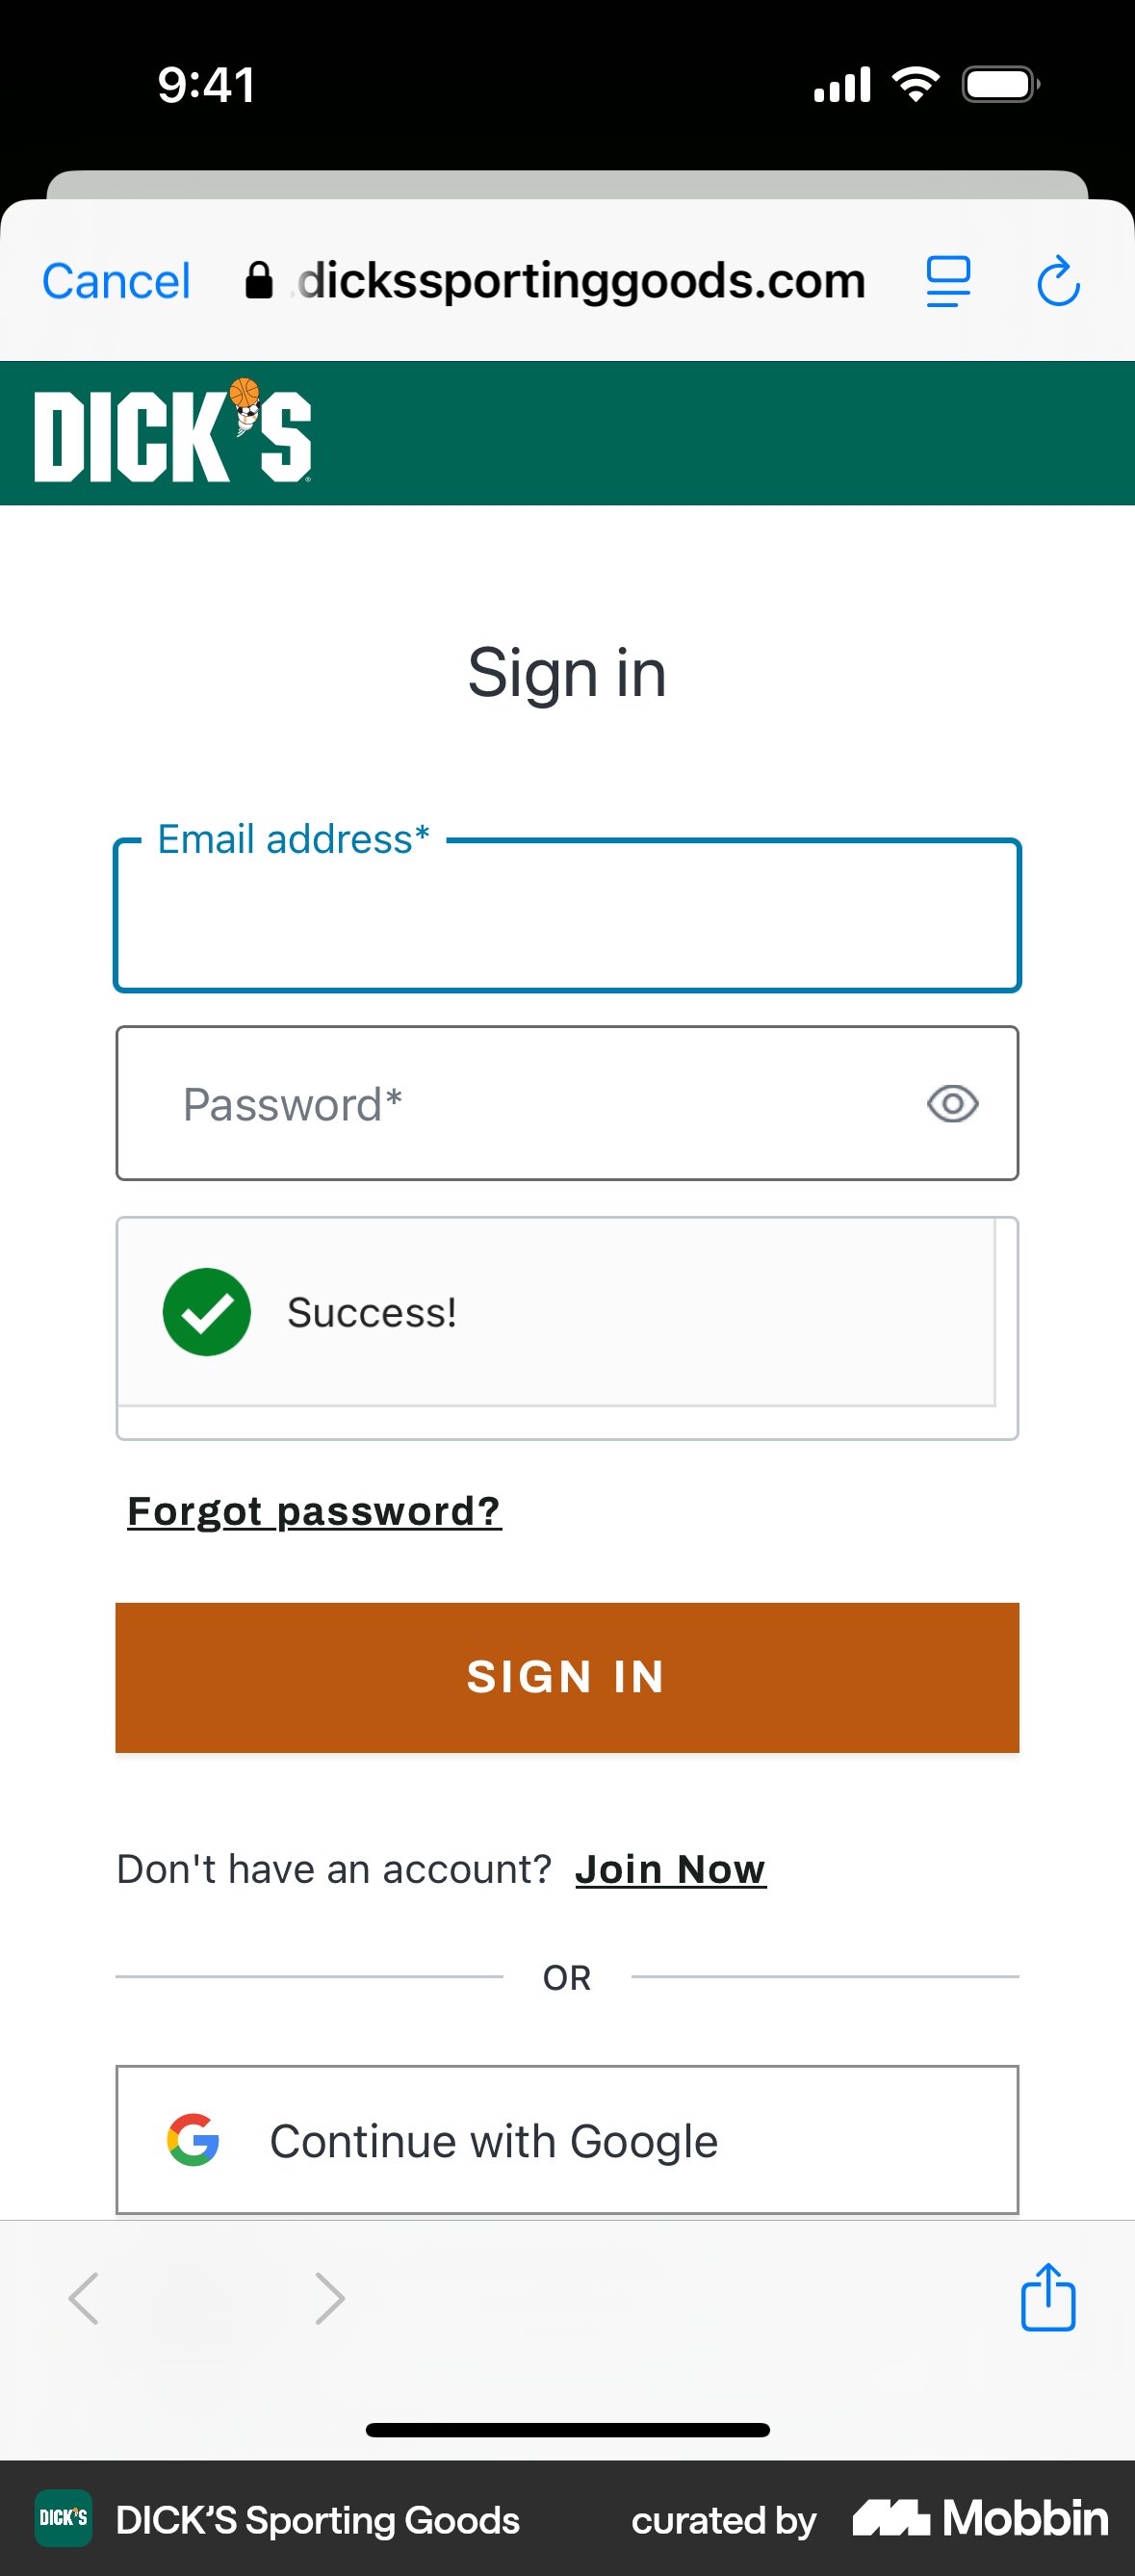 9:41
Cancel
.dickssportinggoods.com
DICK'S
Sign in
Email address*
Password*
Success!
Forgot password?
SIGN IN
Don't have an account? Join Now
OR
Continue with Google
DICK'S DICK'S Sporting Goods curated by Mobbin